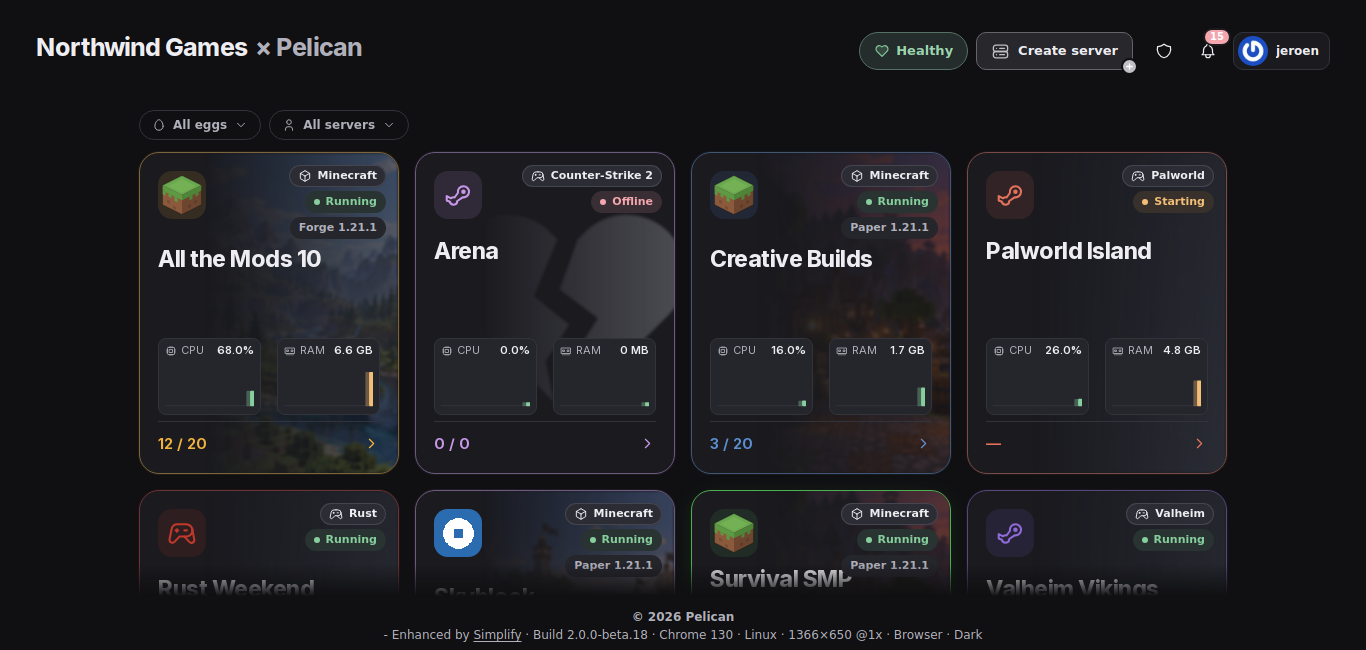 Northwind Games × Pelican
Healthy
Create server
15
jeroen
All eggs
All servers
Minecraft
Running
Forge 1.21.1
All the Mods 10
CPU 68.0%
RAM 6.6 GB
12 / 20
Counter-Strike 2
Offline
Arena
CPU 0.0%
RAM 0 MB
0 / 0
Minecraft
Running
Paper 1.21.1
Creative Builds
CPU 16.0%
RAM 1.7 GB
3 / 20
Palworld
Starting
Palworld Island
CPU 26.0%
RAM 4.8 GB
—
Rust
Running
Rust Weekend
Minecraft
Running
Paper 1.21.1
Skyblock
Minecraft
Running
Paper 1.21.1
Survival SMP
Valheim
Running
Valheim Vikings
© 2026 Pelican
- Enhanced by Simplify · Build 2.0.0-beta.18 · Chrome 130 · Linux · 1366×650 @1x · Browser · Dark